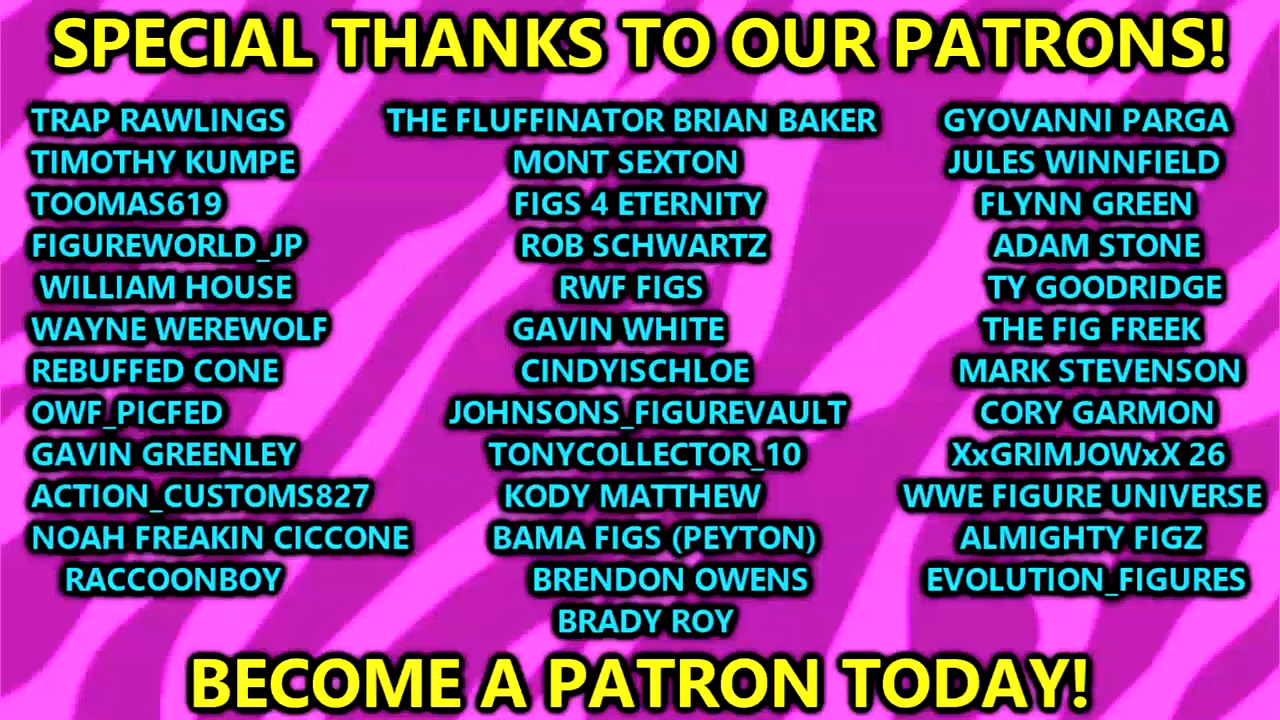 SPECIAL THANKS TO OUR PATRONS!
TRAP RAWLINGS
TIMOTHY KUMPE
TOOMAS619
FIGUREWORLD_JP
WILLIAM HOUSE
WAYNE WEREWOLF
REBUFFED CONE
OWF_PICFED
GAVIN GREENLEY
ACTION_CUSTOMS827
NOAH FREAKIN CICCONE
RACCOONBOY
THE FLUFFINATOR BRIAN BAKER
MONT SEXTON
FIGS 4 ETERNITY
ROB SCHWARTZ
RWF FIGS
GAVIN WHITE
CINDYISCHLOE
JOHNSONS_FIGUREVAULT
TONYCOLLECTOR_10
KODY MATTHEW
BAMA FIGS (PEYTON)
BRENDON OWENS
BRADY ROY
GYOVANNI PARGA
JULES WINNFIELD
FLYNN GREEN
ADAM STONE
TY GOODRIDGE
THE FIG FREEK
MARK STEVENSON
CORY GARMON
XxGRIMJOWxX 26
WWE FIGURE UNIVERSE
ALMIGHTY FIGZ
EVOLUTION_FIGURES
BECOME A PATRON TODAY!